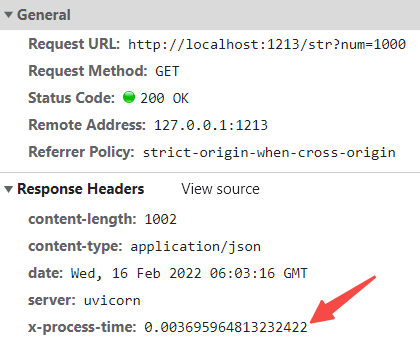 General
Request URL: http://localhost:1213/str?num=1000
Request Method: GET
Status Code: 200 OK
Remote Address: 127.0.0.1:1213
Referrer Policy: strict-origin-when-cross-origin
Response Headers View source
content-length: 1002
content-type: application/json
date: Wed, 16 Feb 2022 06:03:16 GMT
server: uvicorn
x-process-time: 0.003695964813232422